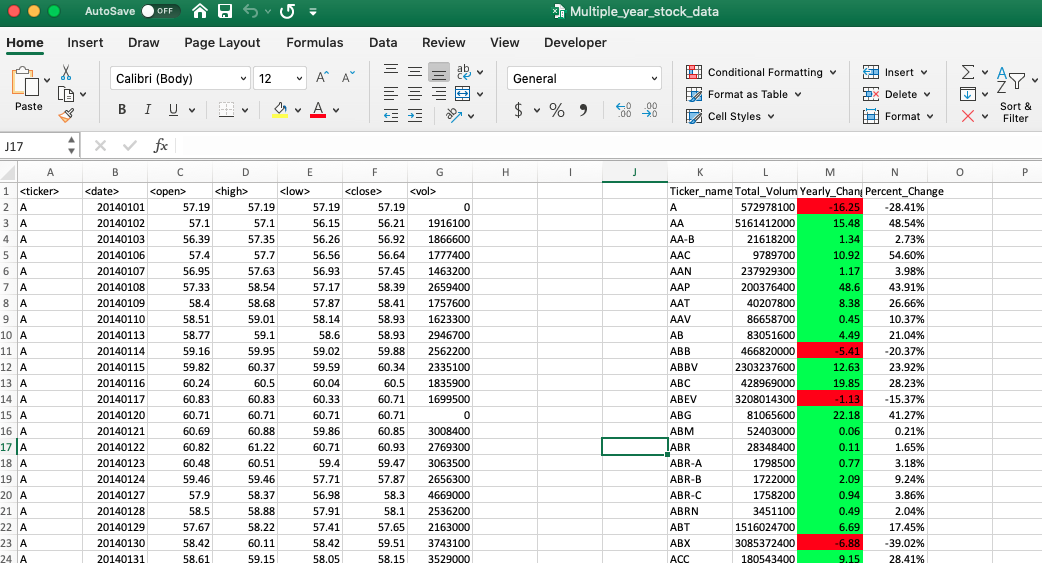 AutoSave OFF Multiple_year_stock_data
Home Insert Draw Page Layout Formulas Data Review View Developer
Paste
Calibri (Body) 12 A A
B I U A
ab
General
$ % 9 .00 .00
Conditional Formatting
Format as Table
Cell Styles
Insert
Delete
Format
Sort &
Filter
J17 fx
A B C D E F G H I J K L M N O P
1 <ticker> <date> <open> <high> <low> <close> <vol> Ticker_name Total_Volum Yearly_Chan Percent_Change
2 A 20140101 57.19 57.19 57.19 57.19 0 A 572978100 -16.25 -28.41%
3 A 20140102 57.1 57.1 56.15 56.21 1916100 AA 5161412000 15.48 48.54%
4 A 20140103 56.39 57.35 56.26 56.92 1866600 AA-B 21618200 1.34 2.73%
5 A 20140106 57.4 57.7 56.56 56.64 1777400 AAC 9789700 10.92 54.60%
6 A 20140107 56.95 57.63 56.93 57.45 1463200 AAN 237929300 1.17 3.98%
7 A 20140108 57.33 58.54 57.17 58.39 2659400 AAP 200376400 48.6 43.91%
8 A 20140109 58.4 58.68 57.87 58.41 1757600 AAT 40207800 8.38 26.66%
9 A 20140110 58.51 59.01 58.14 58.93 1623300 AAV 86658700 0.45 10.37%
10 A 20140113 58.77 59.1 58.6 58.93 2946700 AB 83051600 4.49 21.04%
11 A 20140114 59.16 59.95 59.02 59.88 2562200 ABB 466820000 -5.41 -20.37%
12 A 20140115 59.82 60.37 59.59 60.34 2335100 ABBV 2303237600 12.63 23.92%
13 A 20140116 60.24 60.5 60.04 60.5 1835900 ABC 428969000 19.85 28.23%
14 A 20140117 60.83 60.83 60.33 60.71 1699500 ABEV 3208014300 -1.13 -15.37%
15 A 20140120 60.71 60.71 60.71 60.71 0 ABG 81065600 22.18 41.27%
16 A 20140121 60.69 60.88 59.86 60.85 3008400 ABM 52403000 0.06 0.21%
17 A 20140122 60.82 61.22 60.71 60.93 2769300 ABR 28348400 0.11 1.65%
18 A 20140123 60.48 60.51 59.4 59.47 3063500 ABR-A 1798500 0.77 3.18%
19 A 20140124 59.46 59.46 57.71 57.87 2656300 ABR-B 1722000 2.09 9.24%
20 A 20140127 57.9 58.37 56.98 58.3 4669000 ABR-C 1758200 0.94 3.86%
21 A 20140128 58.5 58.88 57.91 58.1 2536200 ABRN 3451100 0.49 2.04%
22 A 20140129 57.67 58.22 57.41 57.65 2163000 ABT 1516024700 6.69 17.45%
23 A 20140130 58.42 60.11 58.42 59.51 3743100 ABX 3085372400 -6.88 -39.02%
24 A 20140131 58.61 59.15 58.05 58.15 3529000 ACC 180543400 9.15 28.41%